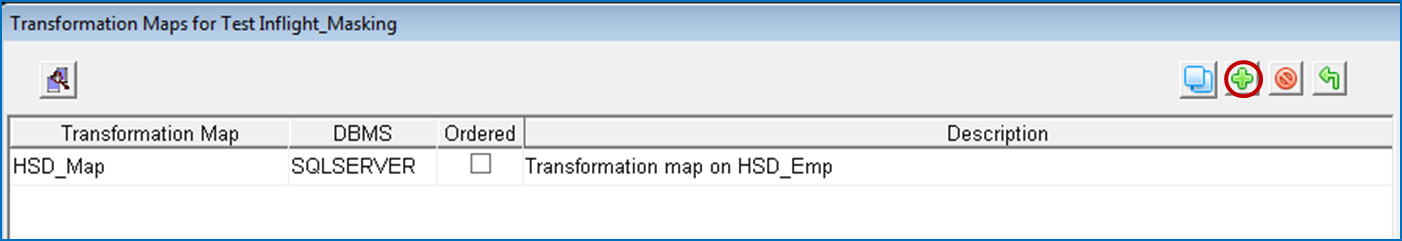 Transformation Maps for Test Inflight_Masking
Transformation Map DBMS Ordered Description
HSD_Map SQLSERVER Transformation map on HSD_Emp